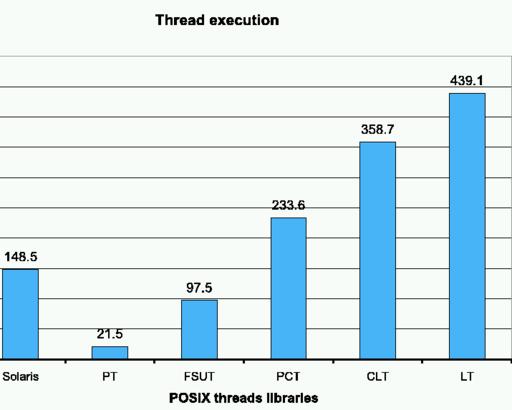 Thread execution
439.1
358.7
233.6
148.5
97.5
21.5
Solaris PT FSUT PCT CLT LT
POSIX threads libraries